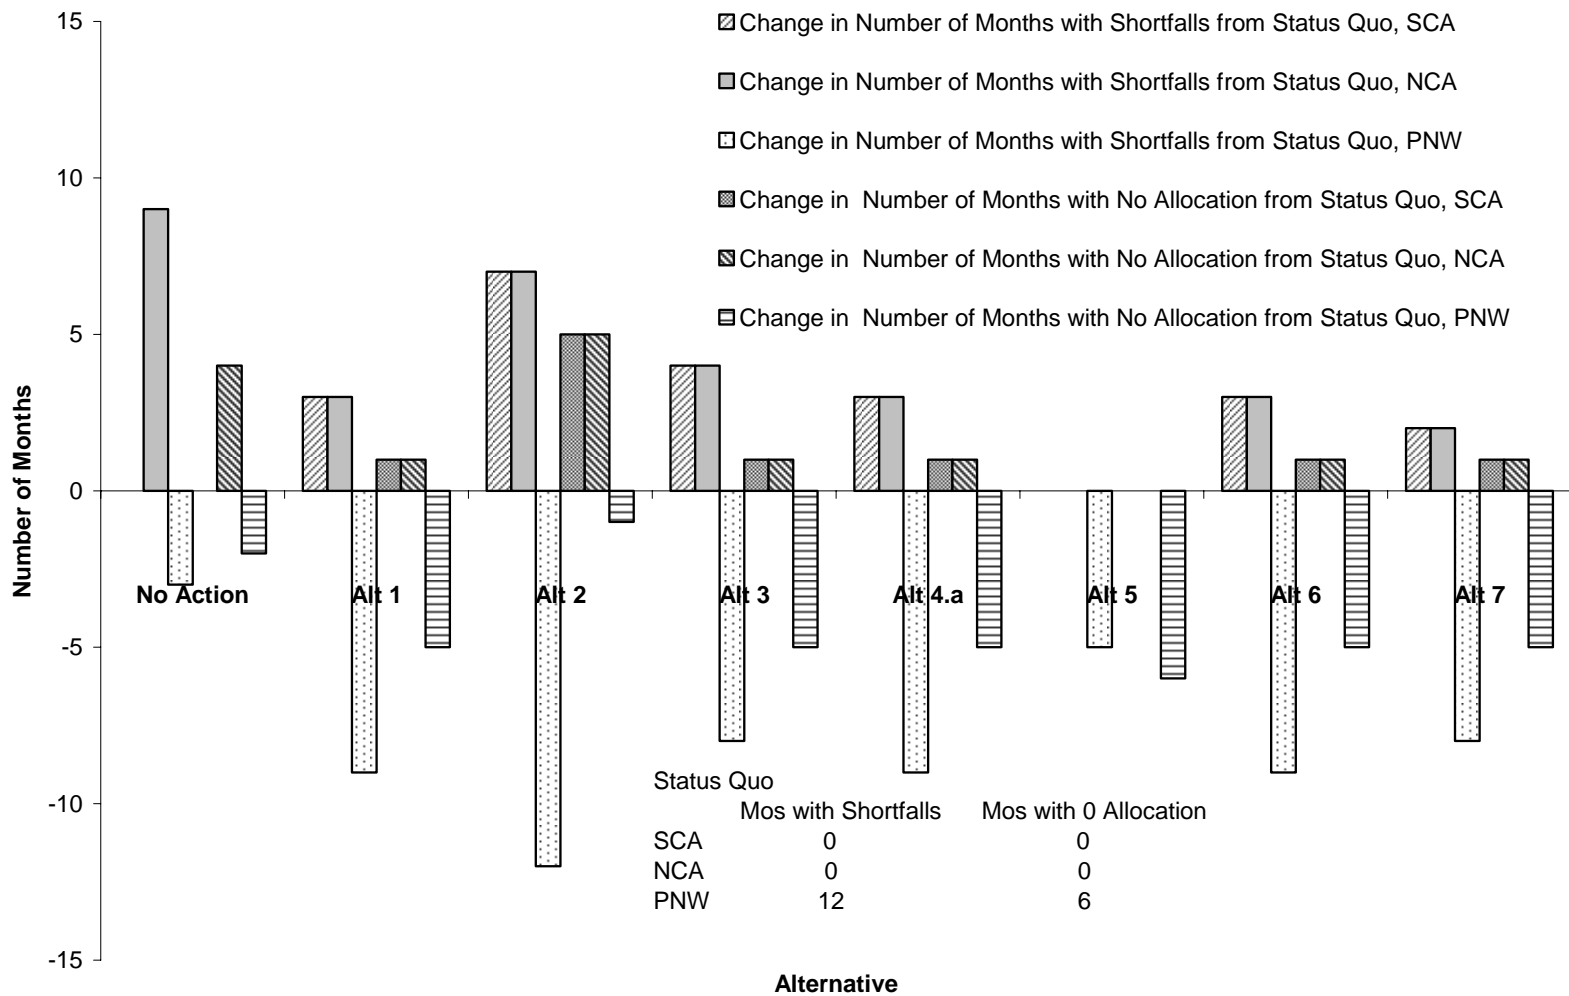 Change in Number of Months with Shortfalls from Status Quo, SCA
Change in Number of Months with Shortfalls from Status Quo, NCA
Change in Number of Months with Shortfalls from Status Quo, PNW
Change in  Number of Months with No Allocation from Status Quo, SCA
Change in  Number of Months with No Allocation from Status Quo, NCA
Change in  Number of Months with No Allocation from Status Quo, PNW
15
10
5
0
-5
-10
-15
Number of Months
No Action Alt 1 Alt 2 Alt 3 Alt 4.a Alt 5 Alt 6 Alt 7
Status Quo
Mos with Shortfalls Mos with 0 Allocation
SCA 0 0
NCA 0 0
PNW 12 6
Alternative